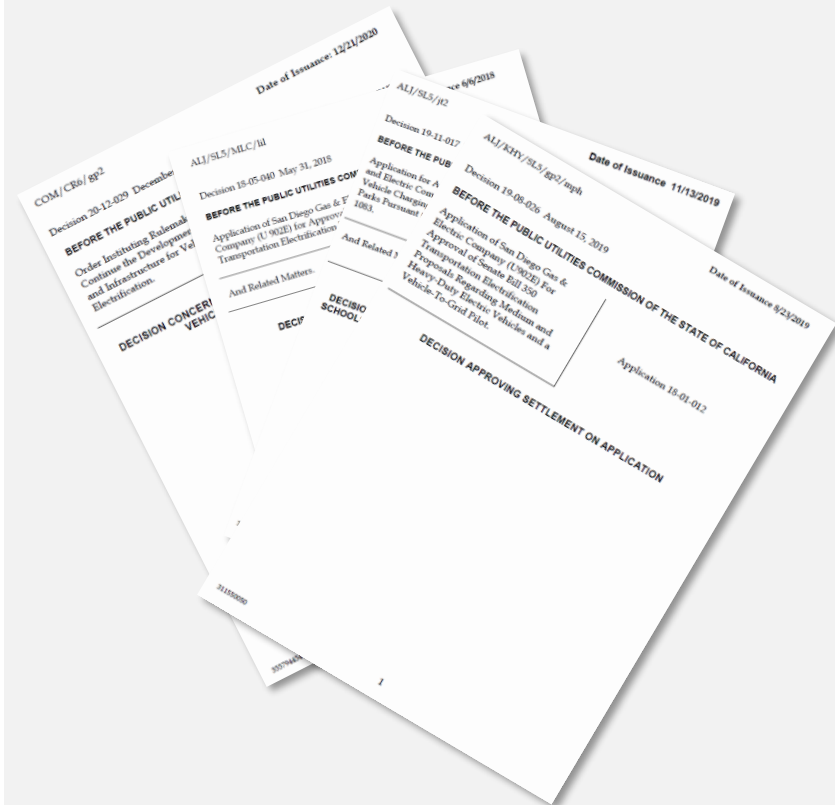 COM/CR6/gp2
Date of Issuance: 12/21/2020
Decision 20-12-029 December
BEFORE THE PUBLIC UTIL
Order Instituting Rulemak
Continue the Developmen
and Infrastructure for Veh
Electrification.
DECISION CONCERN
VEHIC
ALJ/SL5/MLC/lil
6/6/2018
Decision 18-05-040 May 31, 2018
BEFORE THE PUBLIC UTILITIES COM
Application of San Diego Gas & E
Company (U 902E) for Approva
Transportation Electrification
And Related Matters.
DECIS
ALJ/SL5/jt2
Date of Issuance 11/13/2019
Decision 19-11-017
BEFORE THE PUB
Application for A
and Electric Com
Vehicle Chargin
Parks Pursuant
1083.
And Related
DECISIO
SCHOOL
ALJ/KHY/SL5/gp2/mph
Date of Issuance 8/23/2019
Decision 19-08-026 August 15, 2019
BEFORE THE PUBLIC UTILITIES COMMISSION OF THE STATE OF CALIFORNIA
Application of San Diego Gas &
Electric Company (U902E) For
Approval of Senate Bill 350
Transportation Electrification
Proposals Regarding Medium and
Heavy-Duty Electric Vehicles and a
Vehicle-To-Grid Pilot.
Application 18-01-012
DECISION APPROVING SETTLEMENT ON APPLICATION
311550090
1